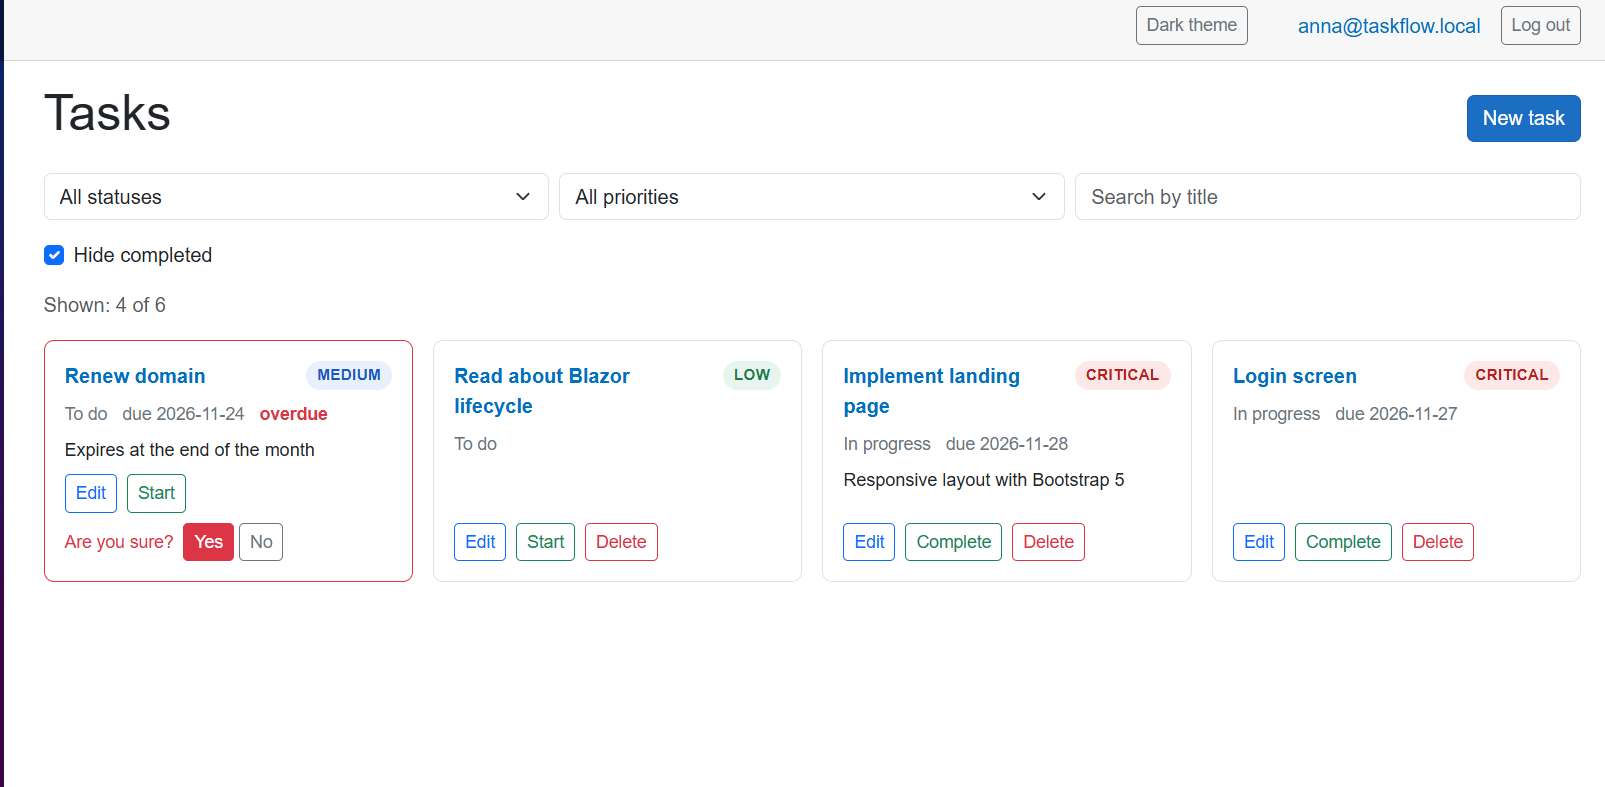 Dark theme anna@taskflow.local Log out
Tasks
New task
All statuses All priorities Search by title
Hide completed
Shown: 4 of 6
Renew domain MEDIUM
To do due 2026-11-24 overdue
Expires at the end of the month
Edit Start
Are you sure? Yes No
Read about Blazor LOW
lifecycle
To do
Edit Start Delete
Implement landing CRITICAL
page
In progress due 2026-11-28
Responsive layout with Bootstrap 5
Edit Complete Delete
Login screen CRITICAL
In progress due 2026-11-27
Edit Complete Delete